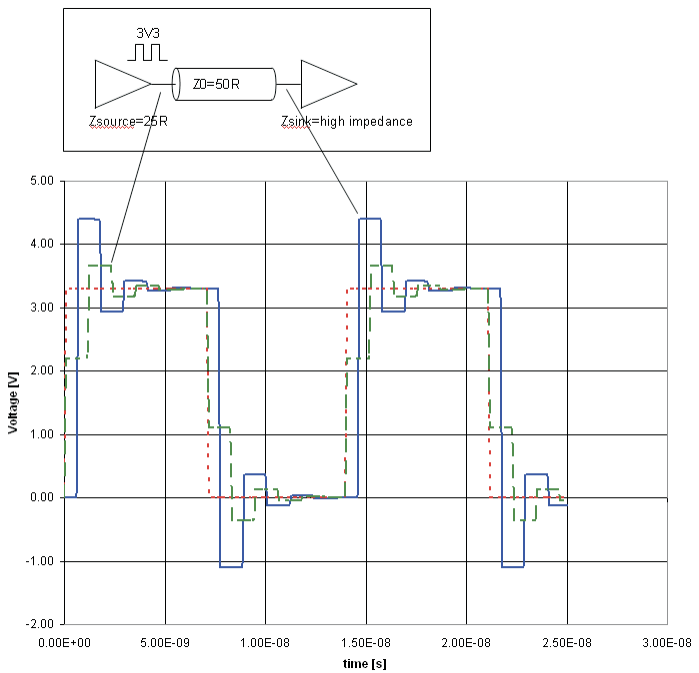 3V3
Z0=50R
Zsource=25R
Zsink=high impedance
5.00
4.00
3.00
2.00
1.00
0.00
-1.00
-2.00
Voltage [V]
0.00E+00 5.00E-09 1.00E-08 1.50E-08 2.00E-08 2.50E-08 3.00E-08
time [s]